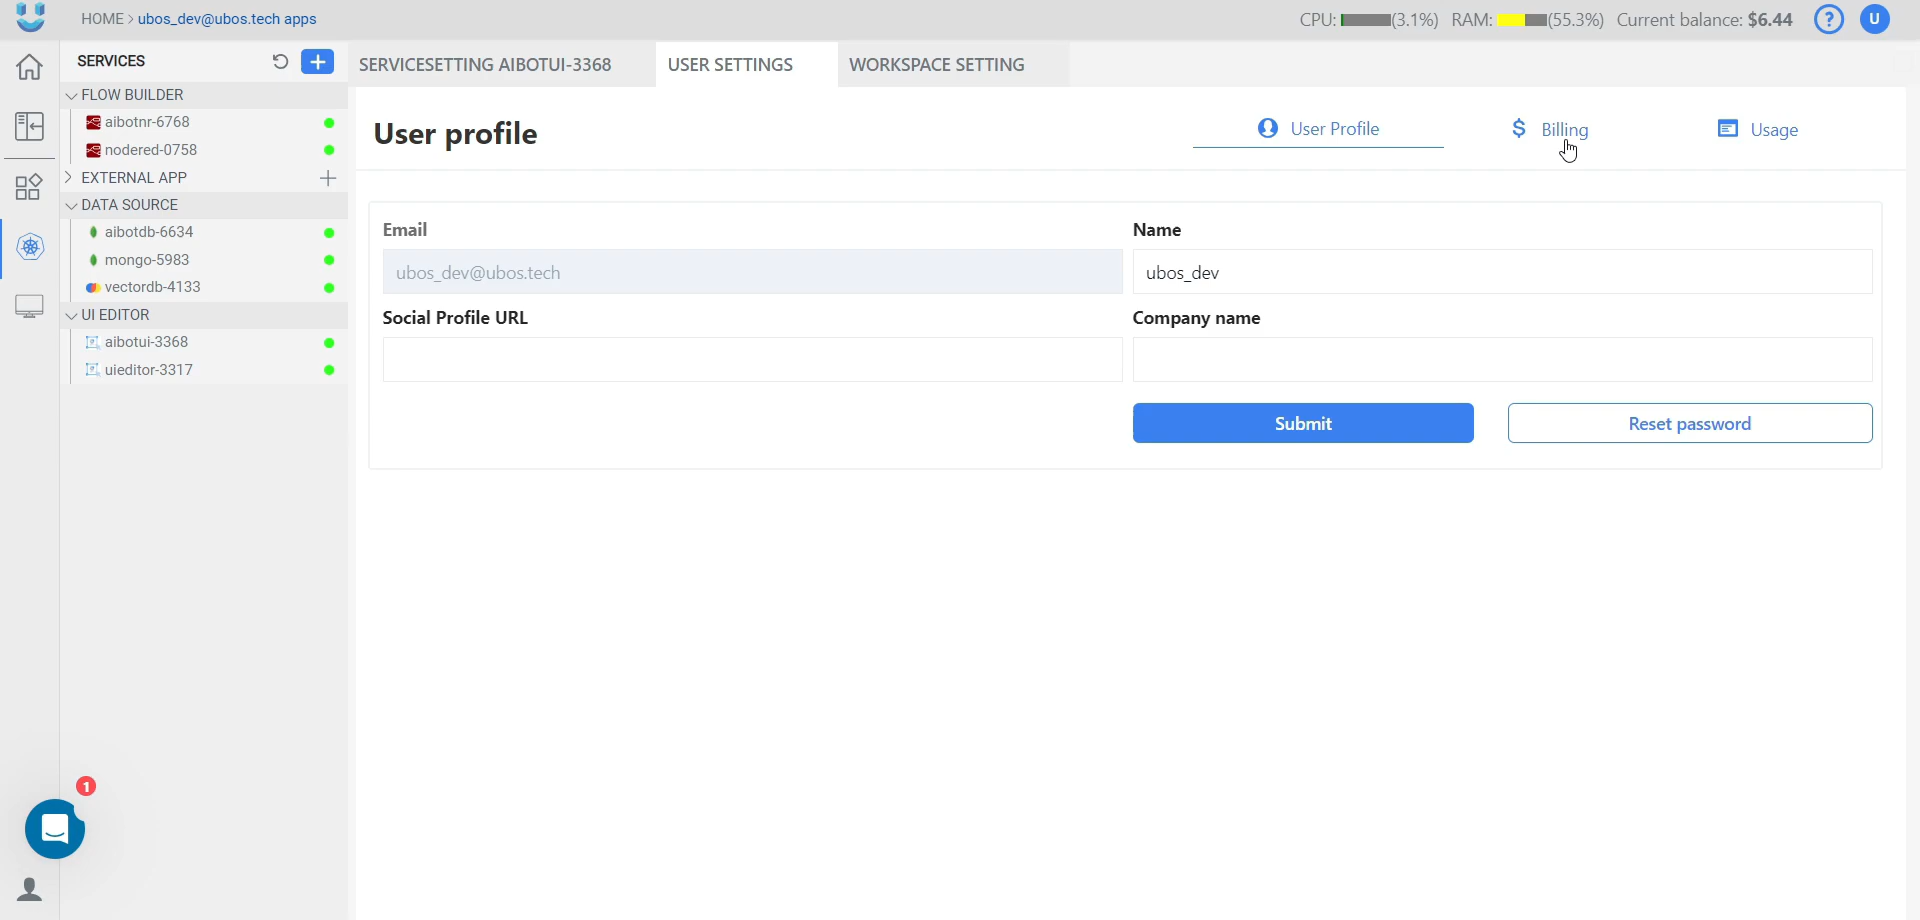 HOME > ubos_dev@ubos.tech apps
CPU: (3.1%) RAM: (55.3%) Current balance: $6.44 ? U
SERVICES
FLOW BUILDER
aibotnr-6768
nodered-0758
EXTERNAL APP
DATA SOURCE
aibotdb-6634
mongo-5983
vectordb-4133
UI EDITOR
aibotui-3368
uieditor-3317
1
SERVICESETTING AIBOTUI-3368
USER SETTINGS
WORKSPACE SETTING
User profile
User Profile
$ Billing
Usage
Email
Name
ubos_dev@ubos.tech
ubos_dev
Social Profile URL
Company name
Submit
Reset password